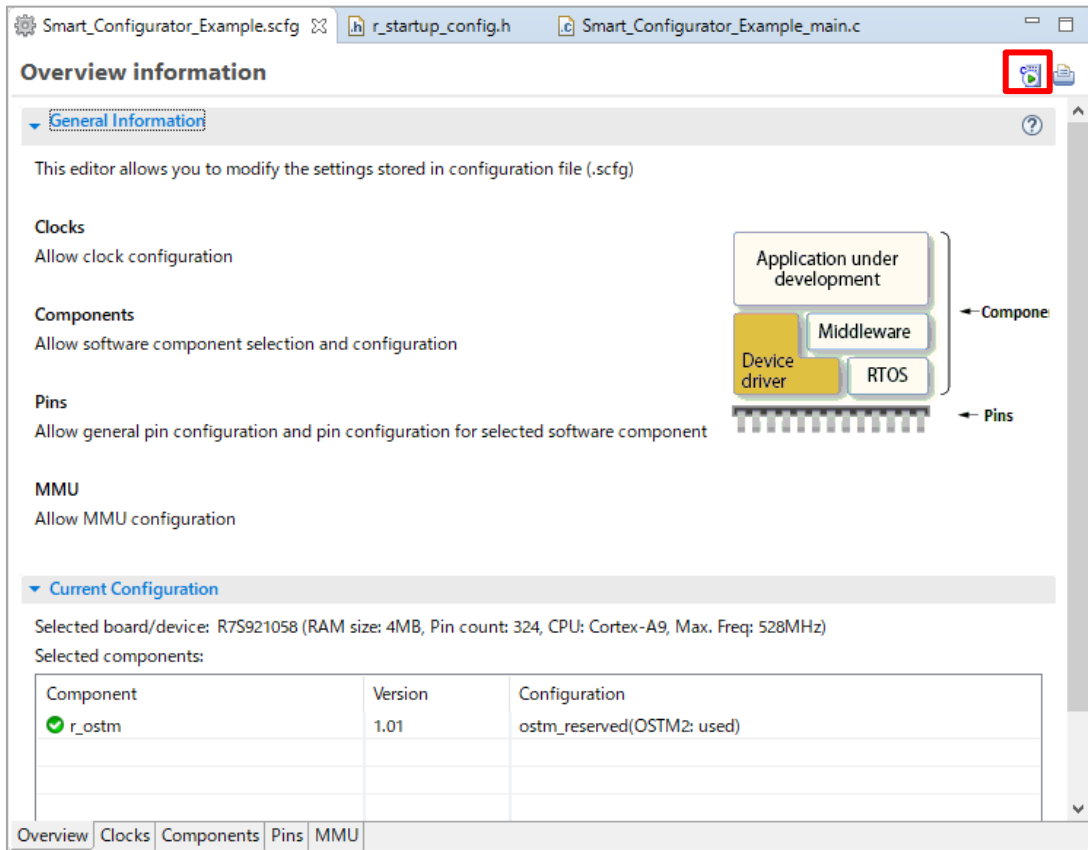 Smart_Configurator_Example.scfg
r_startup_config.h
Smart_Configurator_Example_main.c
Overview information
General Information
This editor allows you to modify the settings stored in configuration file (.scfg)
Clocks
Allow clock configuration
Components
Allow software component selection and configuration
Pins
Allow general pin configuration and pin configuration for selected software component
MMU
Allow MMU configuration
Application under
development
Middleware
Device
driver
RTOS
Compone
Pins
Current Configuration
Selected board/device: R7S921058 (RAM size: 4MB, Pin count: 324, CPU: Cortex-A9, Max. Freq: 528MHz)
Selected components:
Component Version Configuration
r_ostm 1.01 ostm_reserved(OSTM2: used)
Overview Clocks Components Pins MMU